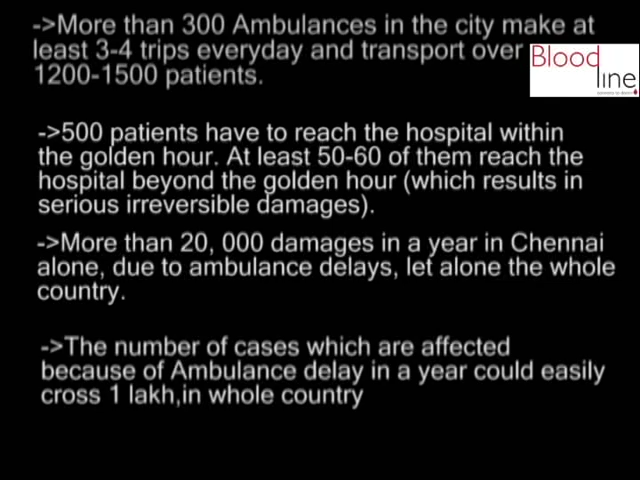 ->More than 300 Ambulances in the city make at
least 3-4 trips everyday and transport over
1200-1500 patients.
Blood
line
->500 patients have to reach the hospital within
the golden hour. At least 50-60 of them reach the
hospital beyond the golden hour (which results in
serious irreversible damages).
->More than 20, 000 damages in a year in Chennai
alone, due to ambulance delays, let alone the whole
country.
->The number of cases which are affected
because of Ambulance delay in a year could easily
cross 1 lakh,in whole country